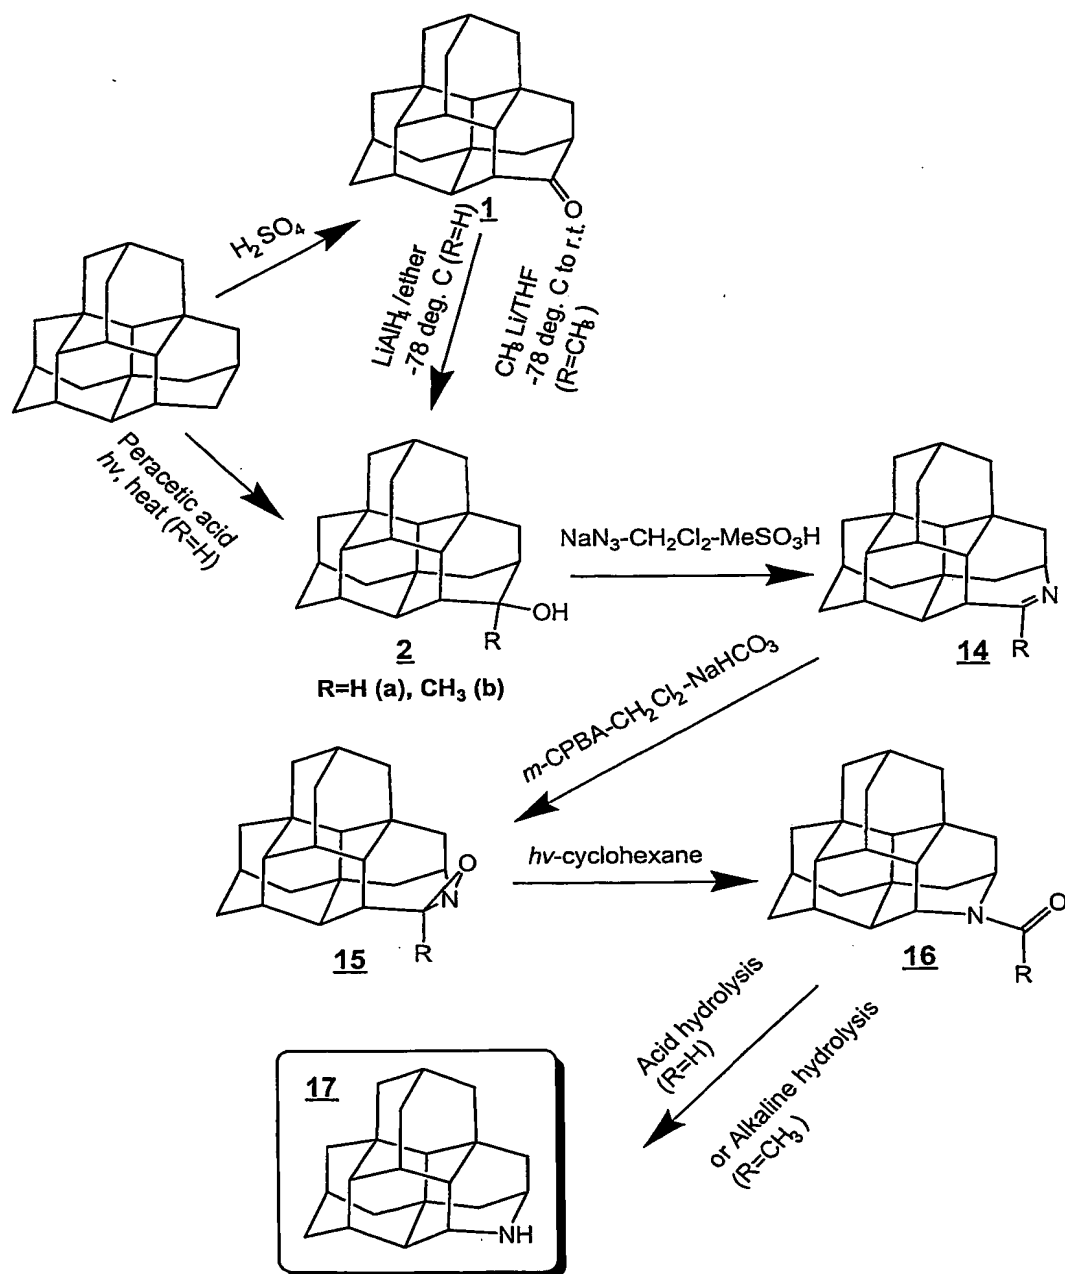 O
1
H₂SO₄
LiAlH₄/ether
-78 deg. C (R=H)
CH₃ Li/THF
-78 deg. C to r.t.
(R=CH₃)
Peracetic acid
hv, heat (R=H)
OH
R
2
R=H (a), CH₃ (b)
NaN₃-CH₂Cl₂-MeSO₃H
N
R
14
m-CPBA-CH₂Cl₂-NaHCO₃
O
N
R
15
hv-cyclohexane
N
O
R
16
Acid hydrolysis
(R=H)
or Alkaline hydrolysis
(R=CH₃)
17
NH